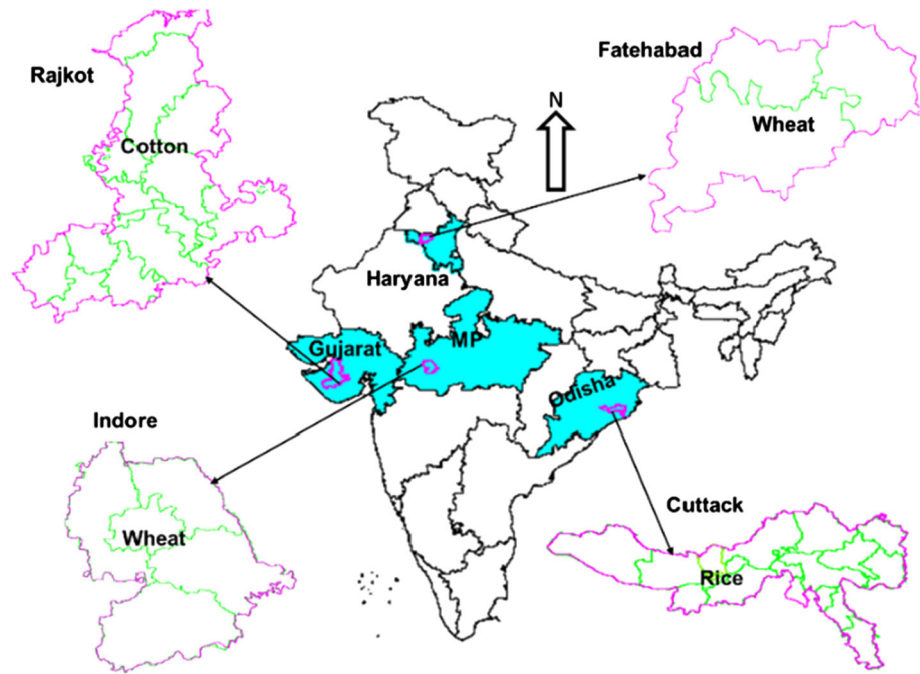 Rajkot
Cotton
Fatehabad
Wheat
N
Haryana
Gujarat
MP
Odisha
Indore
Wheat
Cuttack
Rice